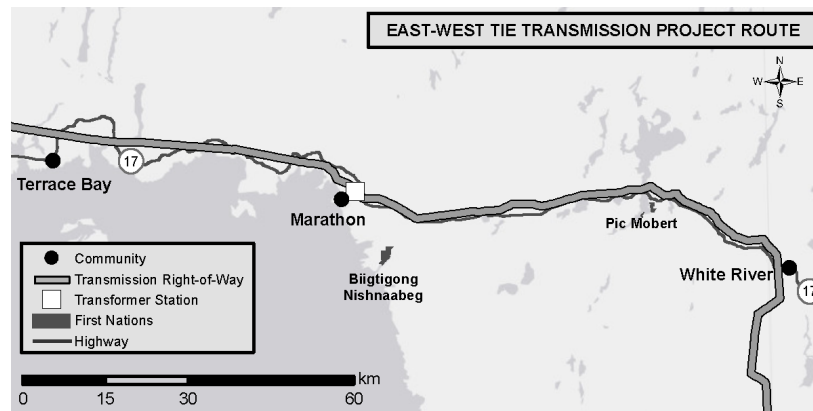 EAST-WEST TIE TRANSMISSION PROJECT ROUTE
N
W E
S
17
Terrace Bay
Marathon
Pic Mobert
Biigtigong
Nishnaabeg
White River
17
Community
Transmission Right-of-Way
Transformer Station
First Nations
Highway
km
0 15 30 60